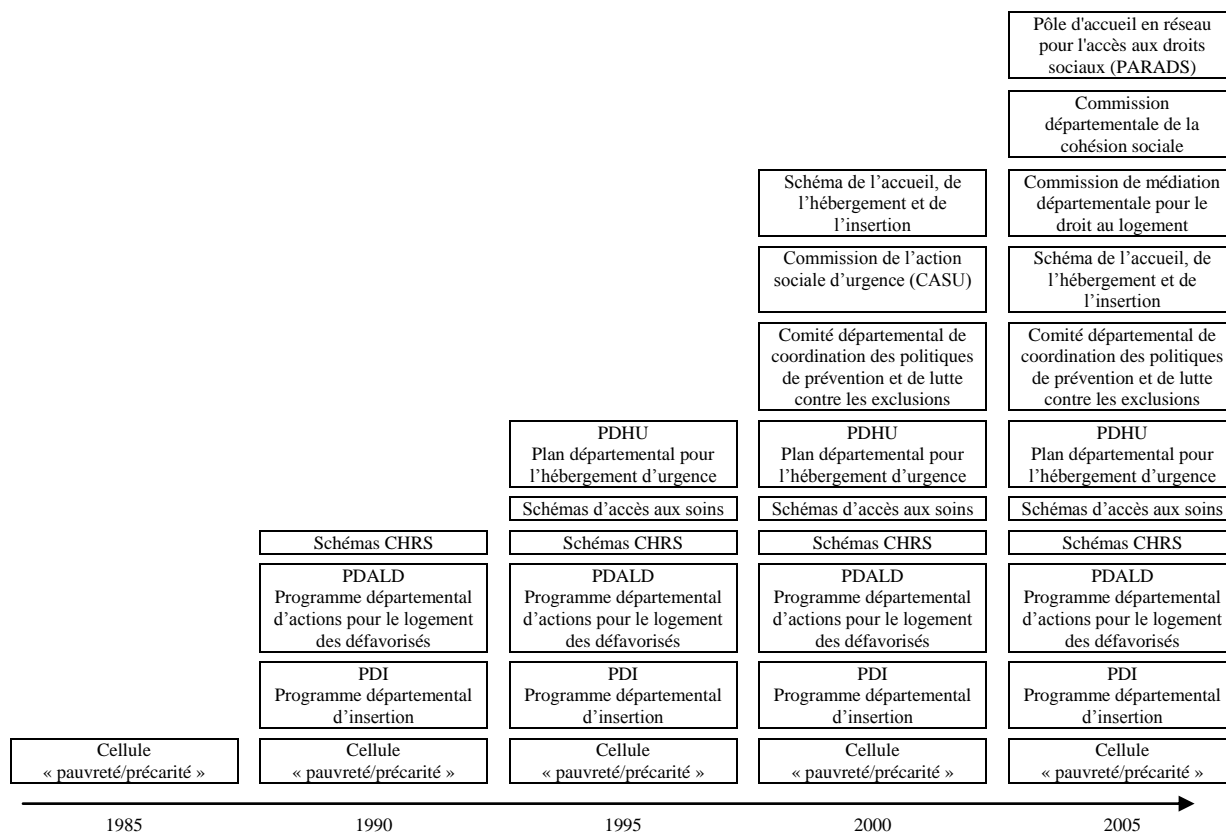 Pôle d'accueil en réseau
pour l'accès aux droits
sociaux (PARADS)
Commission
départementale de la
cohésion sociale
Schéma de l’accueil, de
l’hébergement et de
l’insertion
Commission de médiation
départementale pour le
droit au logement
Commission de l’action
sociale d’urgence (CASU)
Schéma de l’accueil, de
l’hébergement et de
l’insertion
Comité départemental de
coordination des politiques
de prévention et de lutte
contre les exclusions
Comité départemental de
coordination des politiques
de prévention et de lutte
contre les exclusions
PDHU
Plan départemental pour
l’hébergement d’urgence
PDHU
Plan départemental pour
l’hébergement d’urgence
PDHU
Plan départemental pour
l’hébergement d’urgence
Schémas d’accès aux soins
Schémas d’accès aux soins
Schémas d’accès aux soins
Schémas CHRS
Schémas CHRS
Schémas CHRS
Schémas CHRS
PDALD
Programme départemental
d’actions pour le logement
des défavorisés
PDALD
Programme départemental
d’actions pour le logement
des défavorisés
PDALD
Programme départemental
d’actions pour le logement
des défavorisés
PDALD
Programme départemental
d’actions pour le logement
des défavorisés
PDI
Programme départemental
d’insertion
PDI
Programme départemental
d’insertion
PDI
Programme départemental
d’insertion
PDI
Programme départemental
d’insertion
Cellule
« pauvreté/précarité »
Cellule
« pauvreté/précarité »
Cellule
« pauvreté/précarité »
Cellule
« pauvreté/précarité »
Cellule
« pauvreté/précarité »
1985
1990
1995
2000
2005